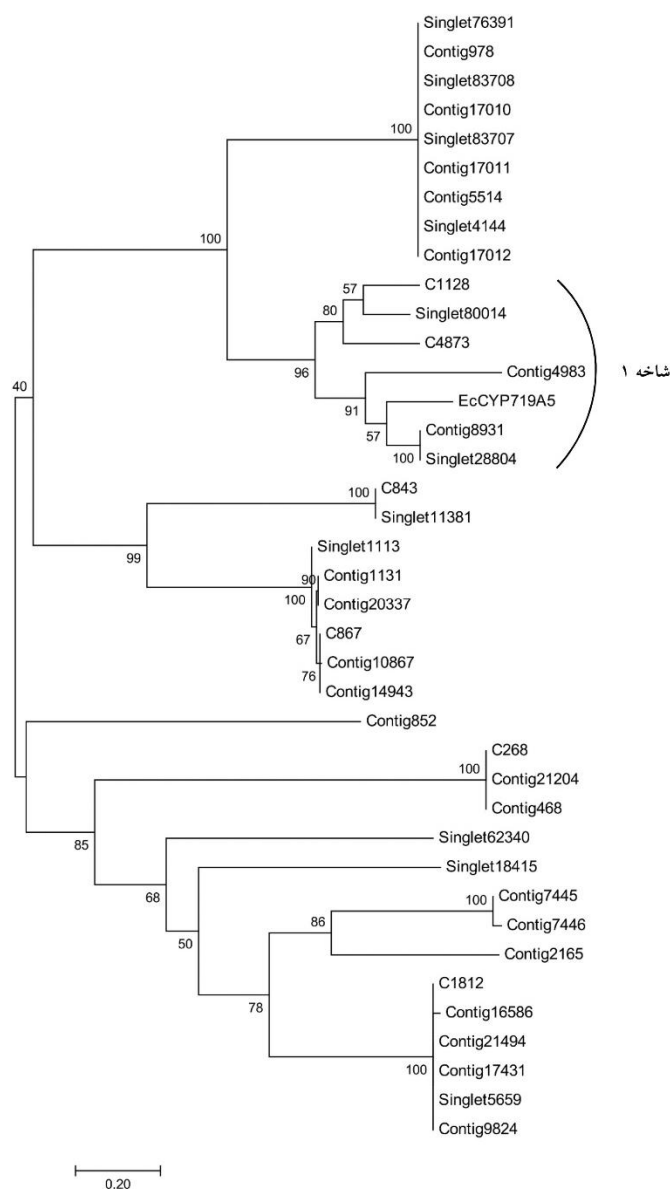 Singlet76391
Contig978
Singlet83708
Contig17010
100
Singlet83707
Contig17011
Contig5514
Singlet4144
100
Contig17012
C1128
57
Singlet80014
80
C4873
96
Contig4983
شاخه ۱
40
91
EcCYP719A5
57
Contig8931
100
Singlet28804
C843
100
Singlet11381
99
Singlet1113
90
Contig1131
100
Contig20337
67
C867
Contig10867
76
Contig14943
Contig852
C268
100
Contig21204
Contig468
85
Singlet62340
Singlet18415
68
Contig7445
100
86
Contig7446
50
Contig2165
C1812
78
Contig16586
Contig21494
100
Contig17431
Singlet5659
Contig9824
0.20